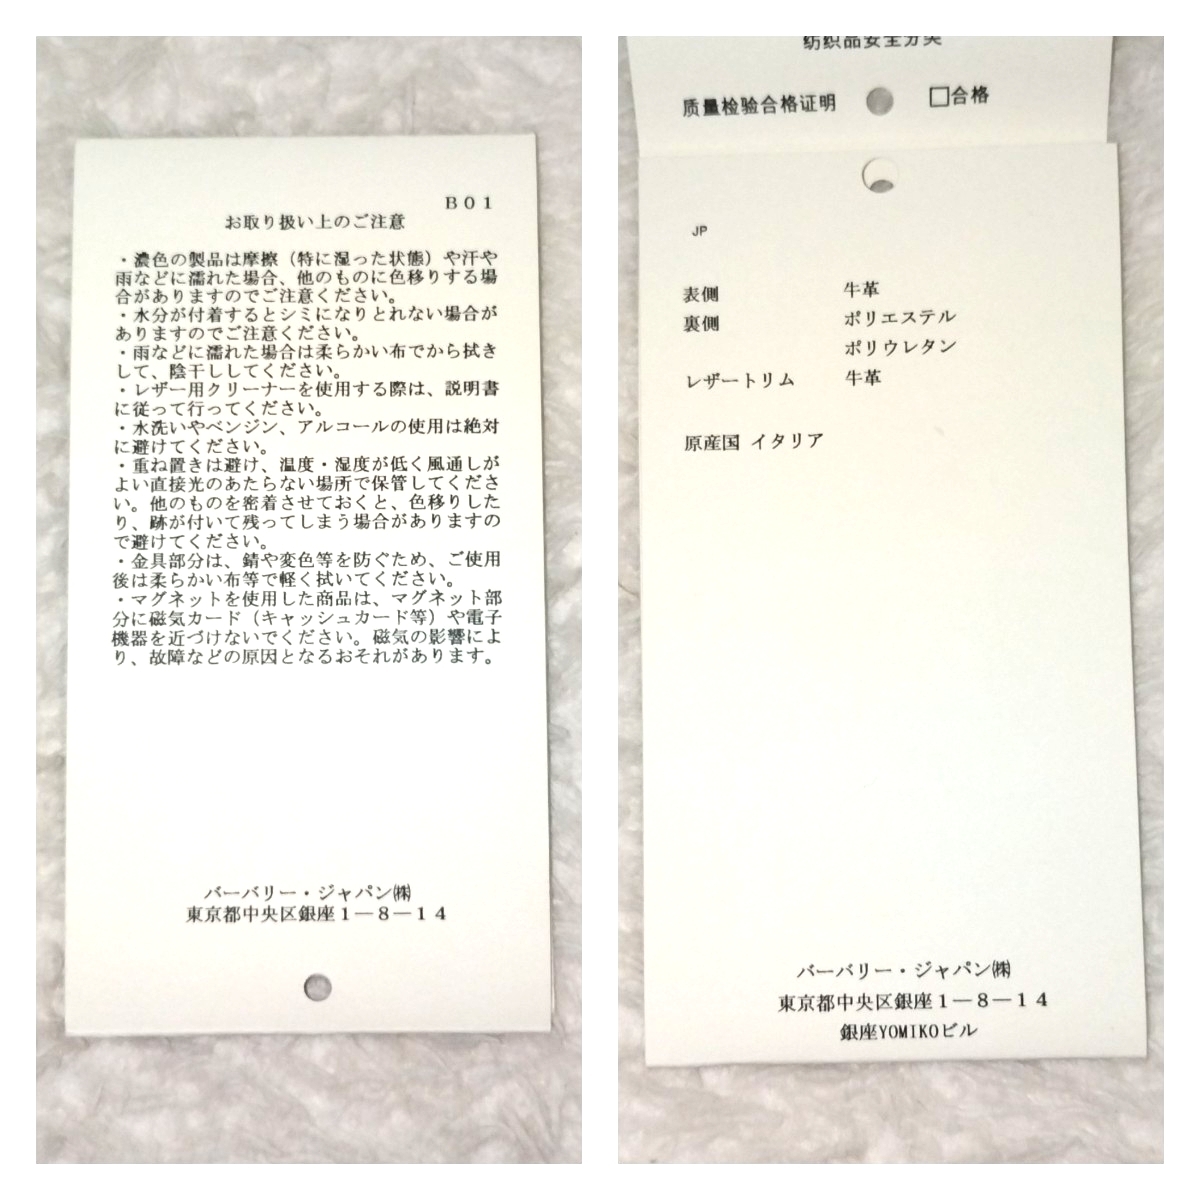 B01
お取り扱い上のご注意
・濃色の製品は摩擦（特に湿った状態）や汗や
雨などに濡れた場合、他のものに色移りする場
合がありますのでご注意ください。
・水分が付着するとシミになりとれない場合が
ありますのでご注意ください。
・雨などに濡れた場合は柔らかい布でから拭き
して、陰干ししてください。
・レザー用クリーナーを使用する際は、説明書
に従って行ってください。
・水洗いやベンジン、アルコールの使用は絶対
に避けてください。
・重ね置きは避け、温度・湿度が低く風通しが
よい直接光のあたらない場所で保管してくださ
い。他のものを密着させておくと、色移りした
り、跡が付いて残ってしまう場合がありますの
で避けてください。
・金具部分は、錆や変色等を防ぐため、ご使用
後は柔らかい布等で軽く拭いてください。
・マグネットを使用した商品は、マグネット部
分に磁気カード（キャッシュカード等）や電子
機器を近づけないでください。磁気の影響によ
り、故障などの原因となるおそれがあります。
バーバリー・ジャパン㈱
東京都中央区銀座１－８－１４
纺织品安全分类
质量检验合格证明 □合格
JP
表側 牛革
裏側 ポリエステル
ポリウレタン
レザートリム 牛革
原産国 イタリア
バーバリー・ジャパン㈱
東京都中央区銀座１－８－１４
銀座YOMIKOビル